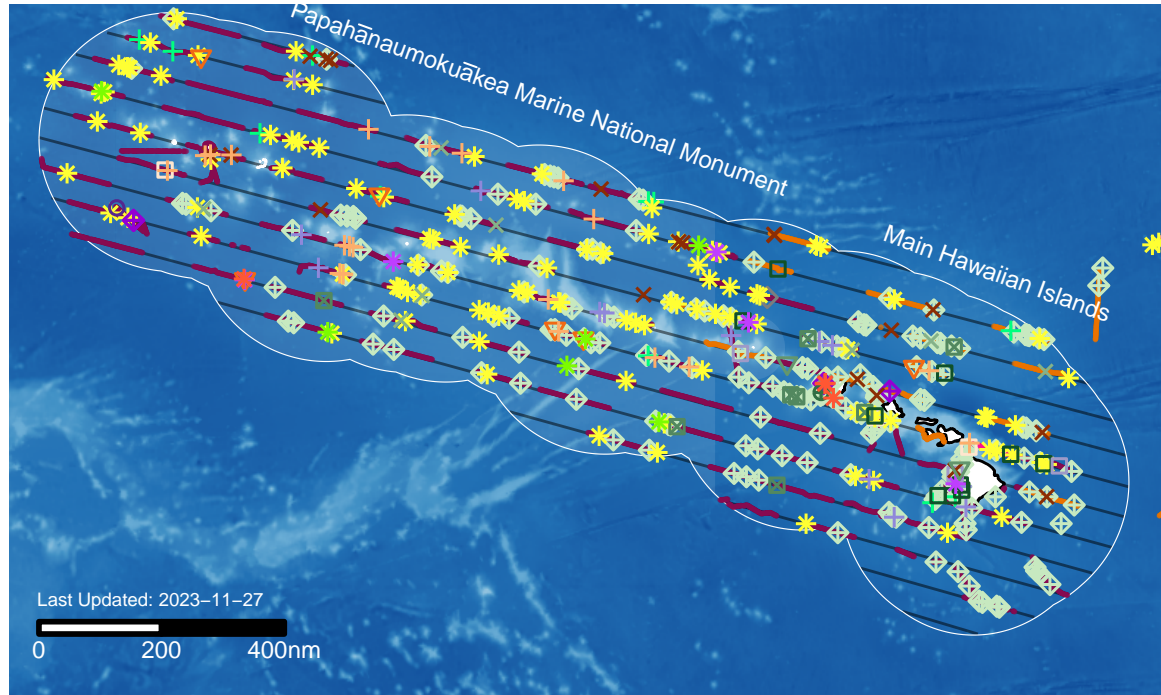 Papahānaumokuākea Marine National Monument
Main Hawaiian Islands
Last Updated: 2023−11−27
0 200 400nm